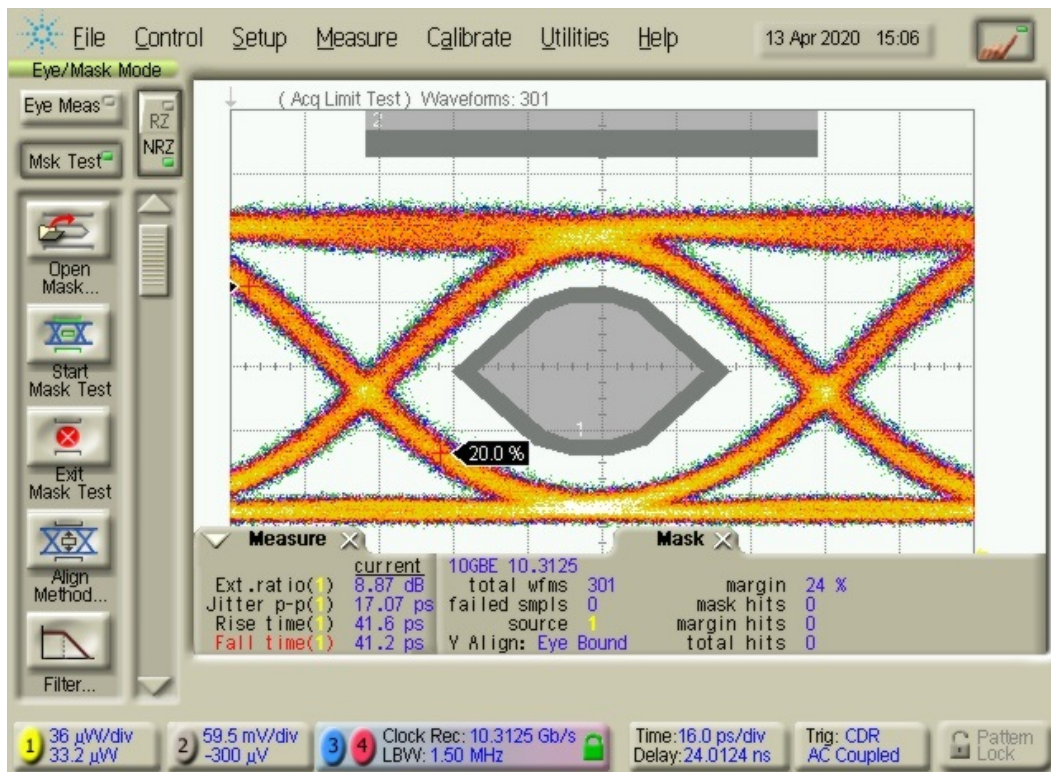 File Control Setup Measure Calibrate Utilities Help 13 Apr 2020 15:06
Eye/Mask Mode
Eye Meas
RZ
NRZ
Msk Test
Open
Mask...
Start
Mask Test
Exit
Mask Test
Align
Method...
Filter...
( Acq Limit Test ) Waveforms: 301
2
1
20.0 %
Measure
Mask
current
Ext.ratio(1) 8.87 dB
Jitter p-p(1) 17.07 ps
Rise time(1) 41.6 ps
Fall time(1) 41.2 ps
10GBE 10.3125
total wfms 301
failed smpls 0
source 1
Y Align: Eye Bound
margin 24 %
mask hits 0
margin hits 0
total hits 0
1 36 µW/div
33.2 µW
2 59.5 mV/div
-300 µV
3 4 Clock Rec: 10.3125 Gb/s
LBW: 1.50 MHz
Time:16.0 ps/div
Delay:24.0124 ns
Trig: CDR
AC Coupled
Pattern
Lock